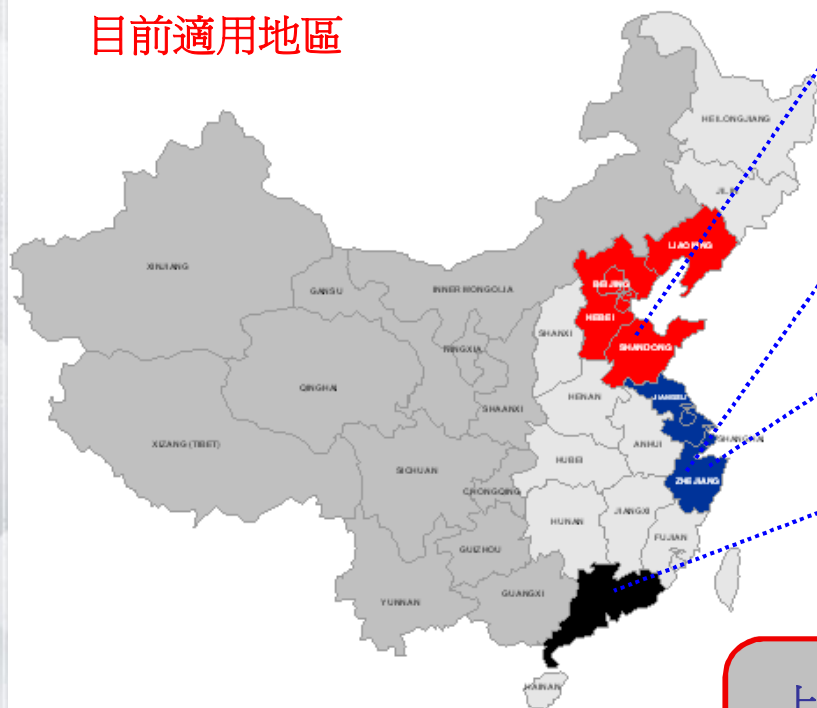 目前適用地區
HEILONGJIANG
JILIN
LIAONING
XINJIANG
GANSU
INNER MONGOLIA
BEIJING
HEBEI
SHANXI
SHANDONG
NINGXIA
QINGHAI
SHAANXI
HENAN
JIANGSU
SHANGHAI
XIZANG (TIBET)
ANHUI
HUBEI
SICHUAN
CHONGQING
ZHEJIANG
HUNAN
JIANGXI
FUJIAN
GUIZHOU
GUANGXI
YUNNAN
HAINAN